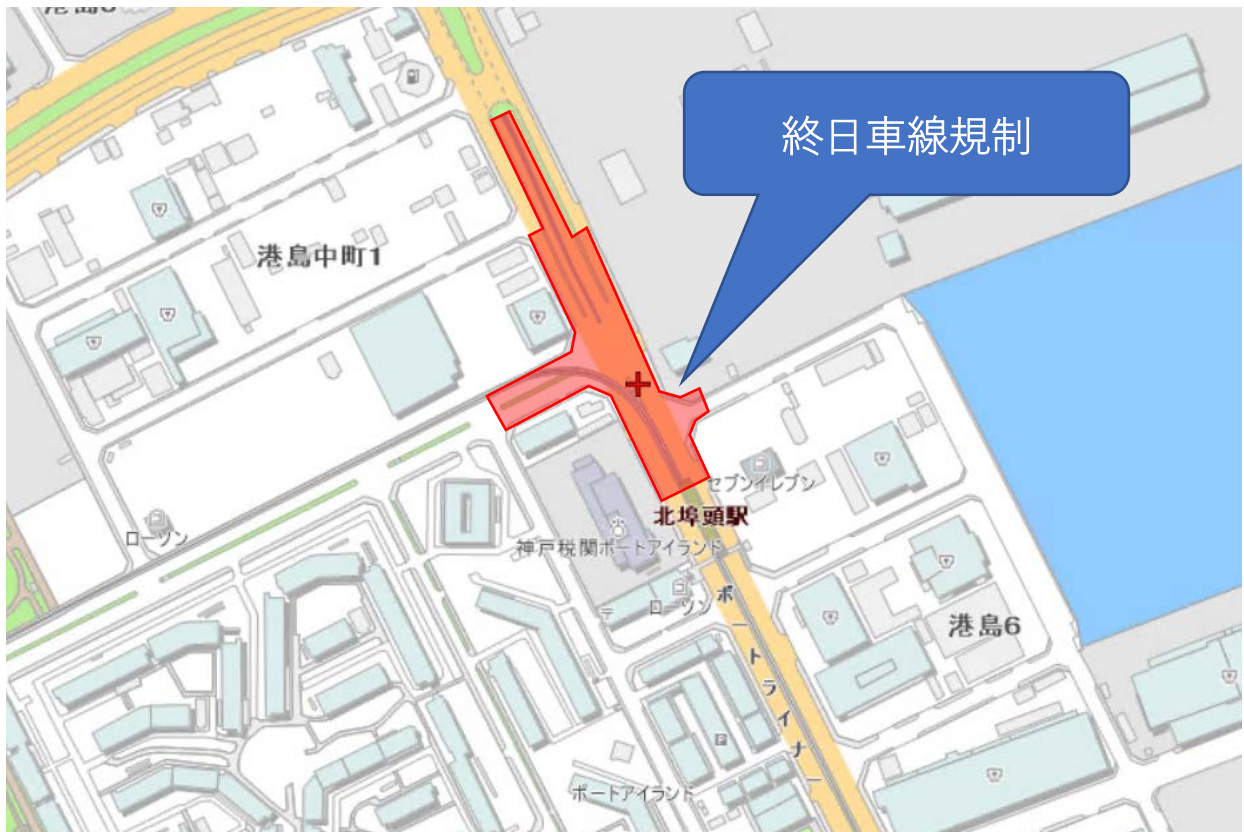 終日車線規制
港島中町1
セブンイレブン
北埠頭駅
ローソン
神戸税関ポートアイランド
ローソン
ポートライナー
港島6
ポートアイランド